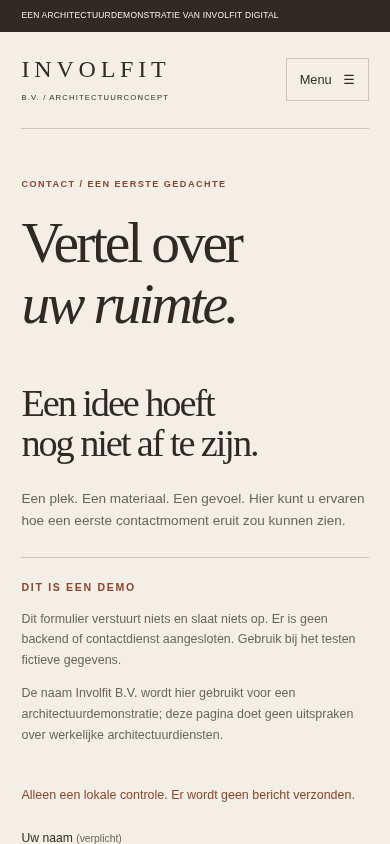 EEN ARCHITECTUURDEMONSTRATIE VAN INVOLFIT DIGITAL
INVOLFIT
B.V. / ARCHITECTUURCONCEPT
Menu ☰
CONTACT / EEN EERSTE GEDACHTE
Vertel over
uw ruimte.
Een idee hoeft
nog niet af te zijn.
Een plek. Een materiaal. Een gevoel. Hier kunt u ervaren
hoe een eerste contactmoment eruit zou kunnen zien.
DIT IS EEN DEMO
Dit formulier verstuurt niets en slaat niets op. Er is geen
backend of contactdienst aangesloten. Gebruik bij het testen
fictieve gegevens.
De naam Involfit B.V. wordt hier gebruikt voor een
architectuurdemonstratie; deze pagina doet geen uitspraken
over werkelijke architectuurdiensten.
Alleen een lokale controle. Er wordt geen bericht verzonden.
Uw naam (verplicht)